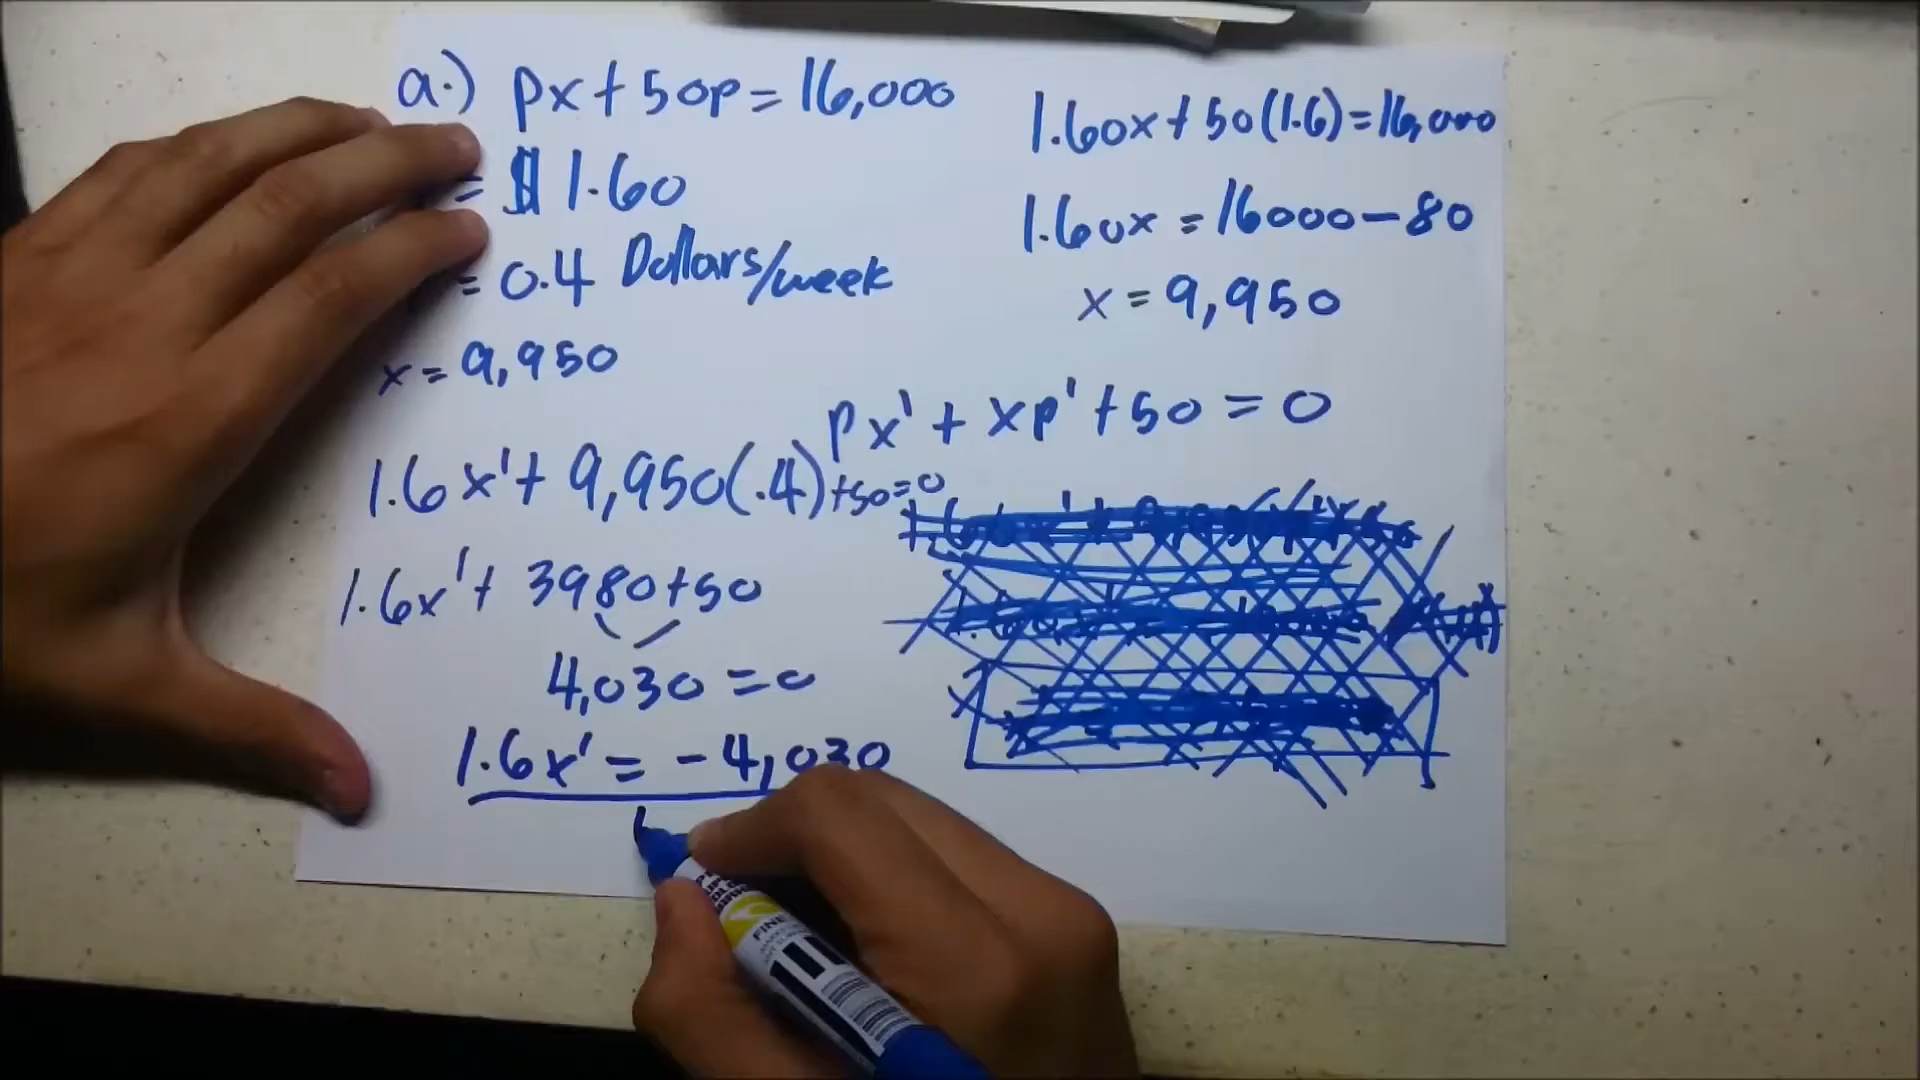 a.) px + 50p = 16,000
= $ 1.60
= 0.4 Dollars/week
x = 9,950
1.60x + 50(1.6) = 16,000
1.60x = 16000 - 80
x = 9,950
px' + xp' + 50 = 0
1.6x' + 9,950(.4) +50=0
1.6x' + 3980+50
4,030 = 0
1.6x' = - 4,030
FINE